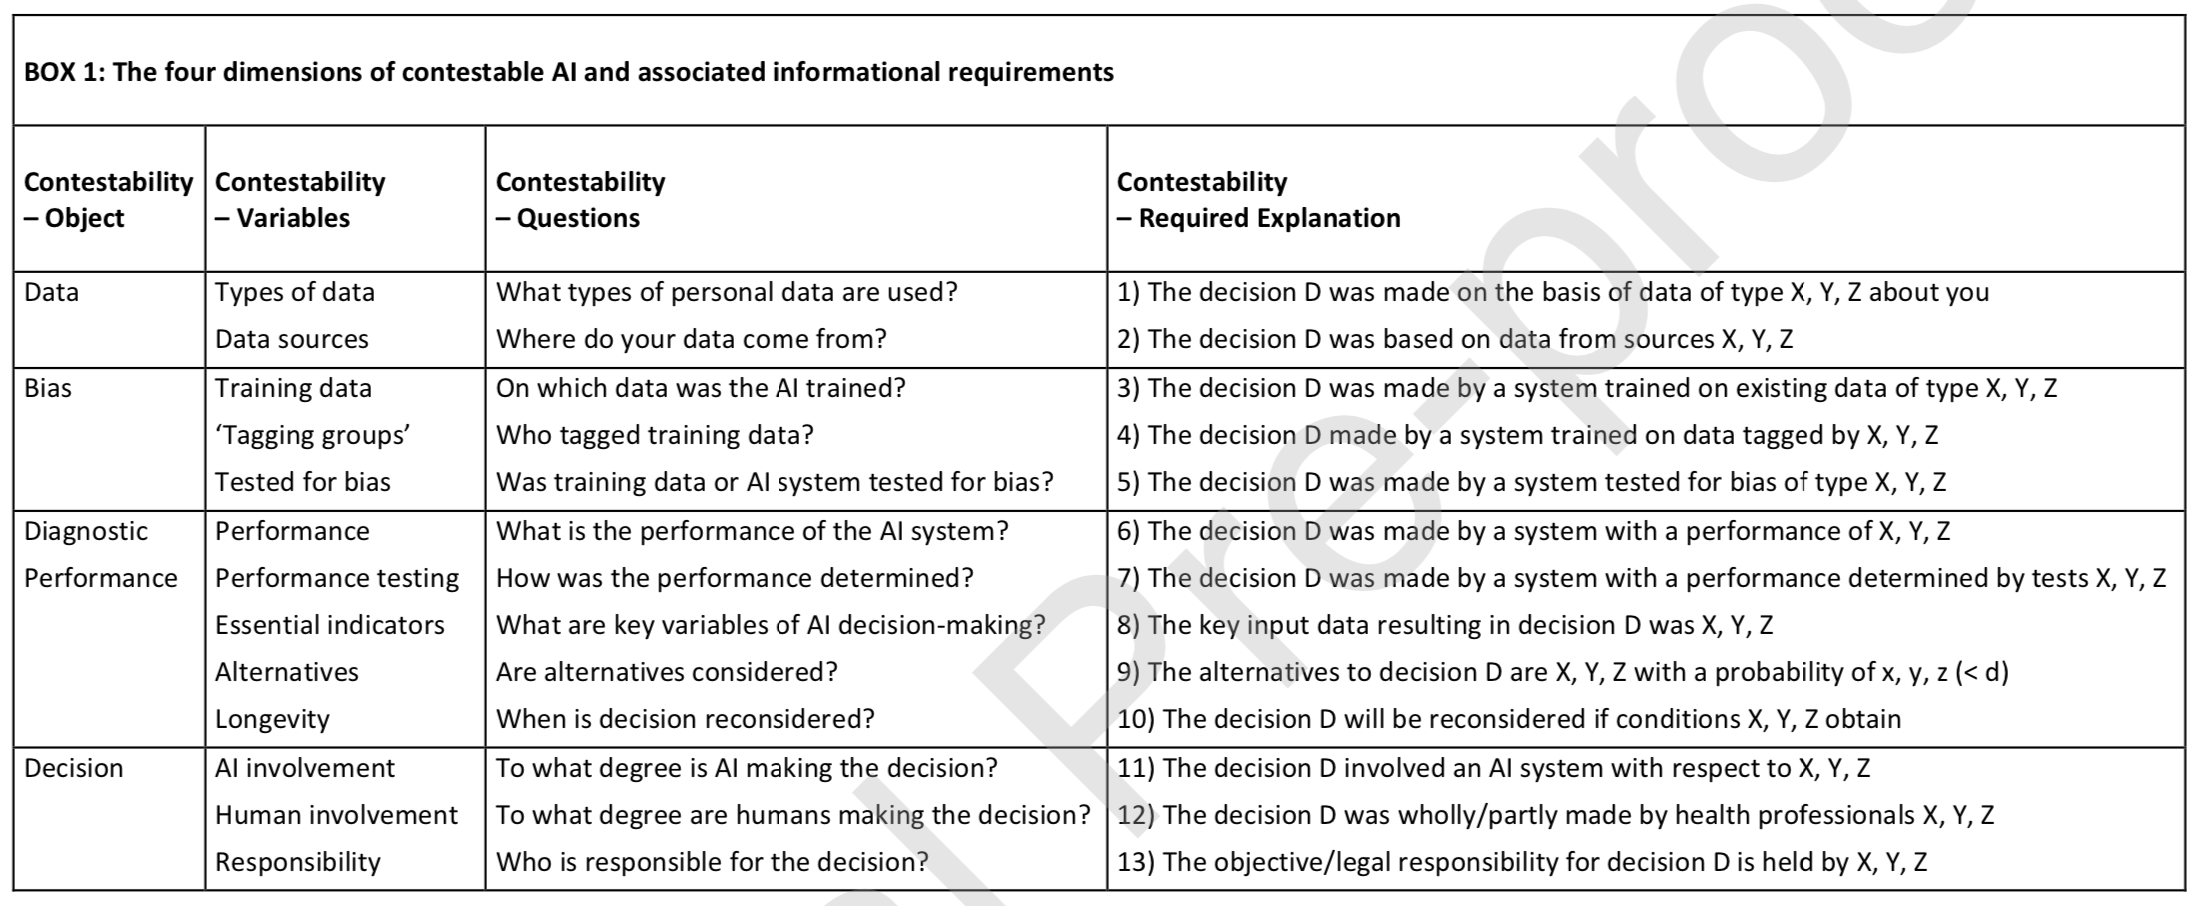 BOX 1: The four dimensions of contestable AI and associated informational requirements
Contestability – Object
Contestability – Variables
Contestability – Questions
Contestability – Required Explanation
Data
Types of data
What types of personal data are used?
1) The decision D was made on the basis of data of type X, Y, Z about you
Data sources
Where do your data come from?
2) The decision D was based on data from sources X, Y, Z
Bias
Training data
On which data was the AI trained?
3) The decision D was made by a system trained on existing data of type X, Y, Z
‘Tagging groups’
Who tagged training data?
4) The decision D made by a system trained on data tagged by X, Y, Z
Tested for bias
Was training data or AI system tested for bias?
5) The decision D was made by a system tested for bias of type X, Y, Z
Diagnostic Performance
Performance
What is the performance of the AI system?
6) The decision D was made by a system with a performance of X, Y, Z
Performance testing
How was the performance determined?
7) The decision D was made by a system with a performance determined by tests X, Y, Z
Essential indicators
What are key variables of AI decision-making?
8) The key input data resulting in decision D was X, Y, Z
Alternatives
Are alternatives considered?
9) The alternatives to decision D are X, Y, Z with a probability of x, y, z (< d)
Longevity
When is decision reconsidered?
10) The decision D will be reconsidered if conditions X, Y, Z obtain
Decision
AI involvement
To what degree is AI making the decision?
11) The decision D involved an AI system with respect to X, Y, Z
Human involvement
To what degree are humans making the decision?
12) The decision D was wholly/partly made by health professionals X, Y, Z
Responsibility
Who is responsible for the decision?
13) The objective/legal responsibility for decision D is held by X, Y, Z
l Pre-proo